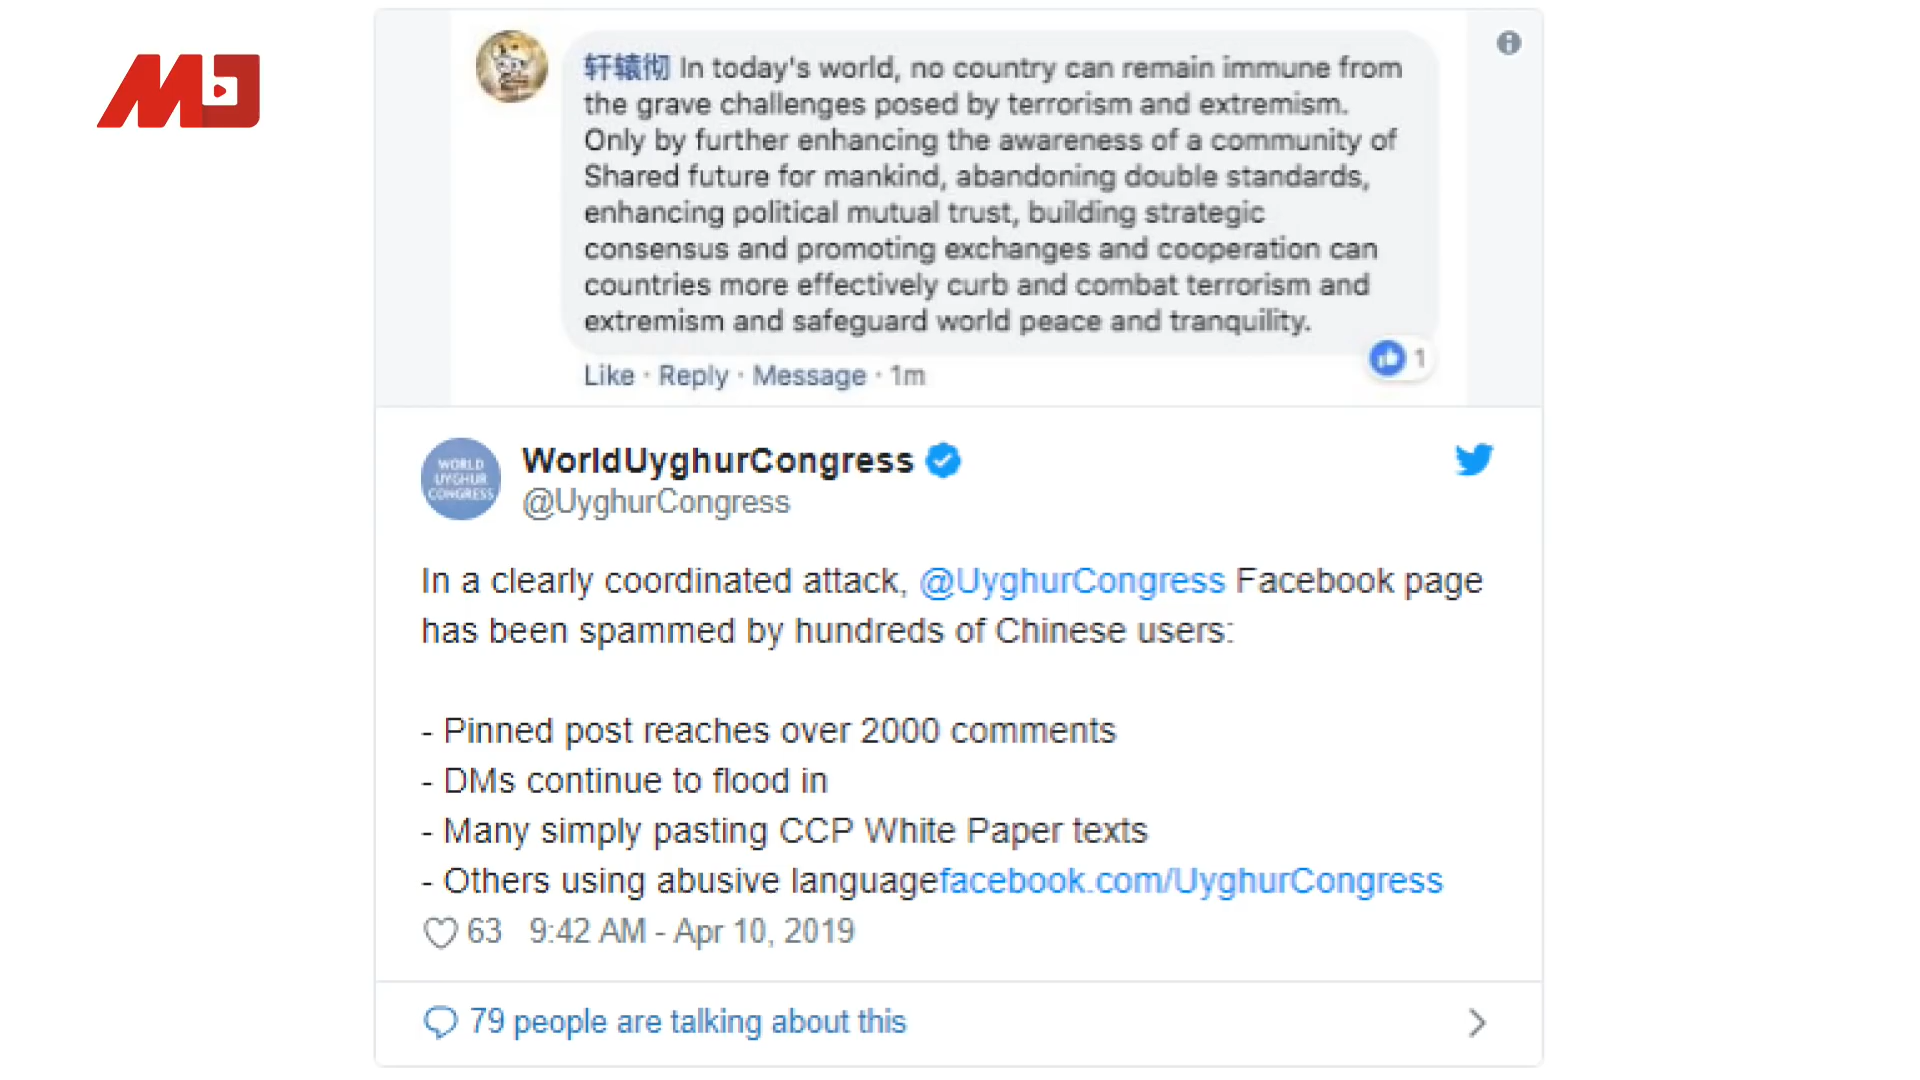 MO
轩辕彻 In today's world, no country can remain immune from
the grave challenges posed by terrorism and extremism.
Only by further enhancing the awareness of a community of
Shared future for mankind, abandoning double standards,
enhancing political mutual trust, building strategic
consensus and promoting exchanges and cooperation can
countries more effectively curb and combat terrorism and
extremism and safeguard world peace and tranquility.
1
Like · Reply · Message · 1m
WORLD
UYGHUR
CONGRESS
WorldUyghurCongress
@UyghurCongress
In a clearly coordinated attack, @UyghurCongress Facebook page
has been spammed by hundreds of Chinese users:
- Pinned post reaches over 2000 comments
- DMs continue to flood in
- Many simply pasting CCP White Paper texts
- Others using abusive languagefacebook.com/UyghurCongress
63 9:42 AM - Apr 10, 2019
79 people are talking about this